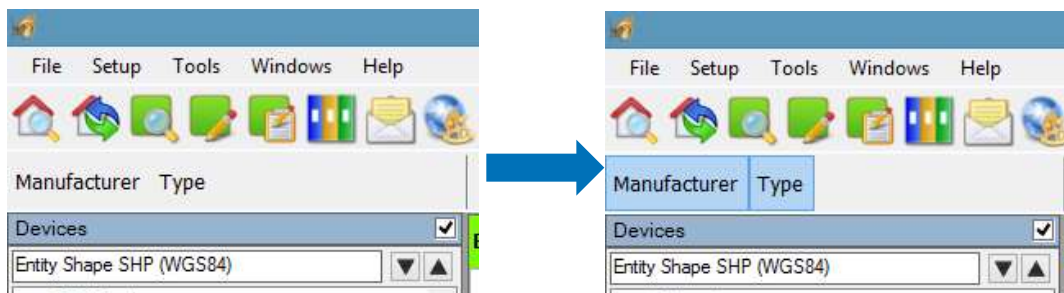 File Setup Tools Windows Help
Manufacturer Type
Devices
Entity Shape SHP (WGS84)
File Setup Tools Windows Help
Manufacturer Type
Devices
Entity Shape SHP (WGS84)